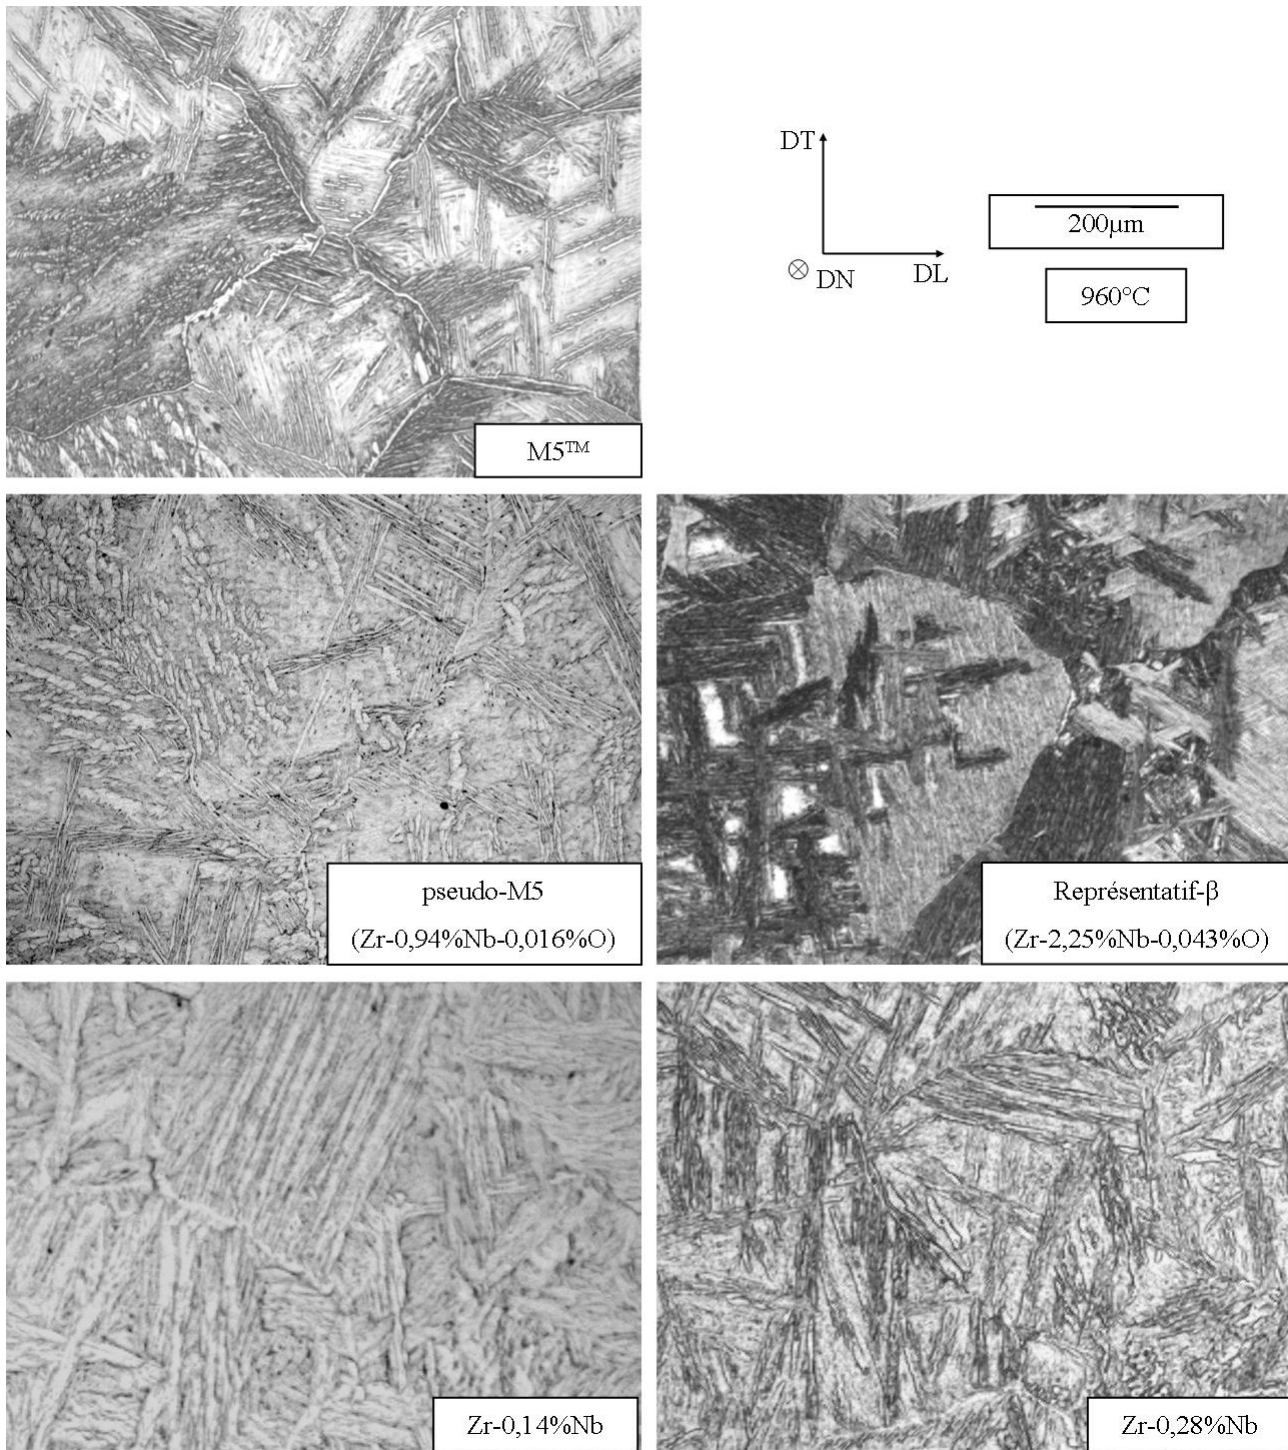 M5™
DT
DN
DL
200µm
960°C
pseudo-M5
(Zr-0,94%Nb-0,016%O)
Représentatif-β
(Zr-2,25%Nb-0,043%O)
Zr-0,14%Nb
Zr-0,28%Nb